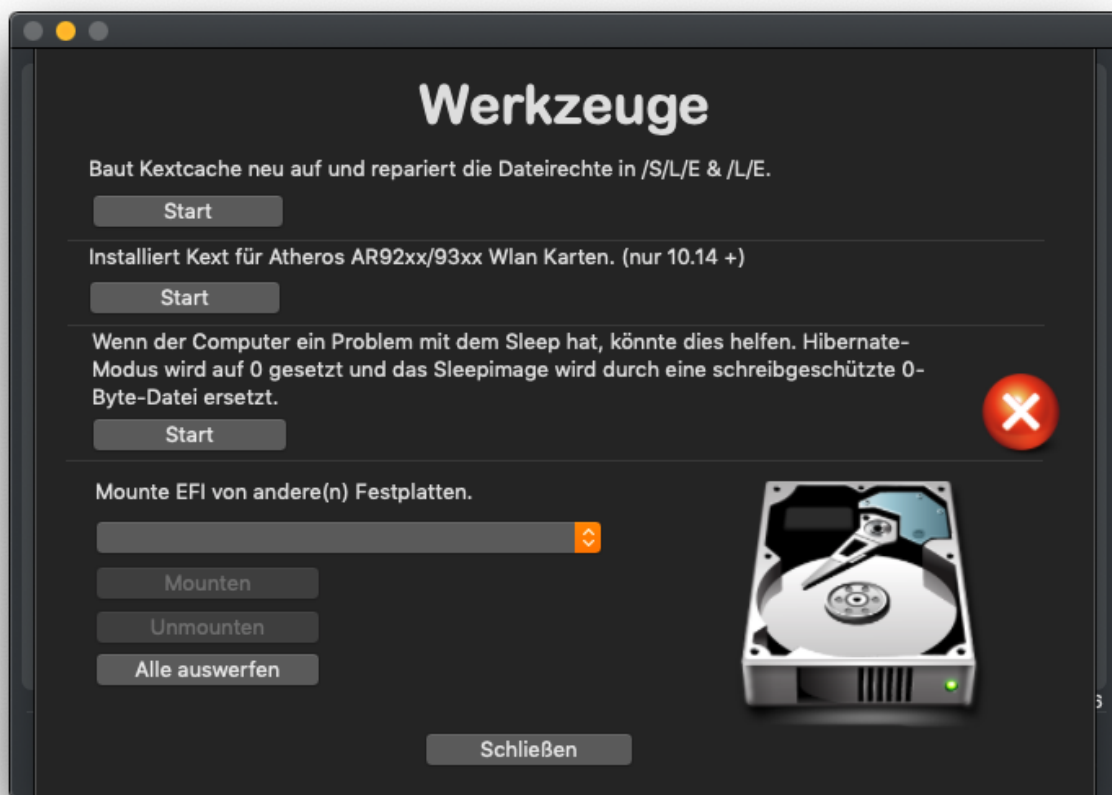 Werkzeuge
Baut Kextcache neu auf und repariert die Dateirechte in /S/L/E & /L/E.
Start
Installiert Kext für Atheros AR92xx/93xx Wlan Karten. (nur 10.14 +)
Start
Wenn der Computer ein Problem mit dem Sleep hat, könnte dies helfen. Hibernate-
Modus wird auf 0 gesetzt und das Sleepimage wird durch eine schreibgeschützte 0-
Byte-Datei ersetzt.
Start
Mounte EFI von andere(n) Festplatten.
Mounten
Unmounten
Alle auswerfen
Schließen